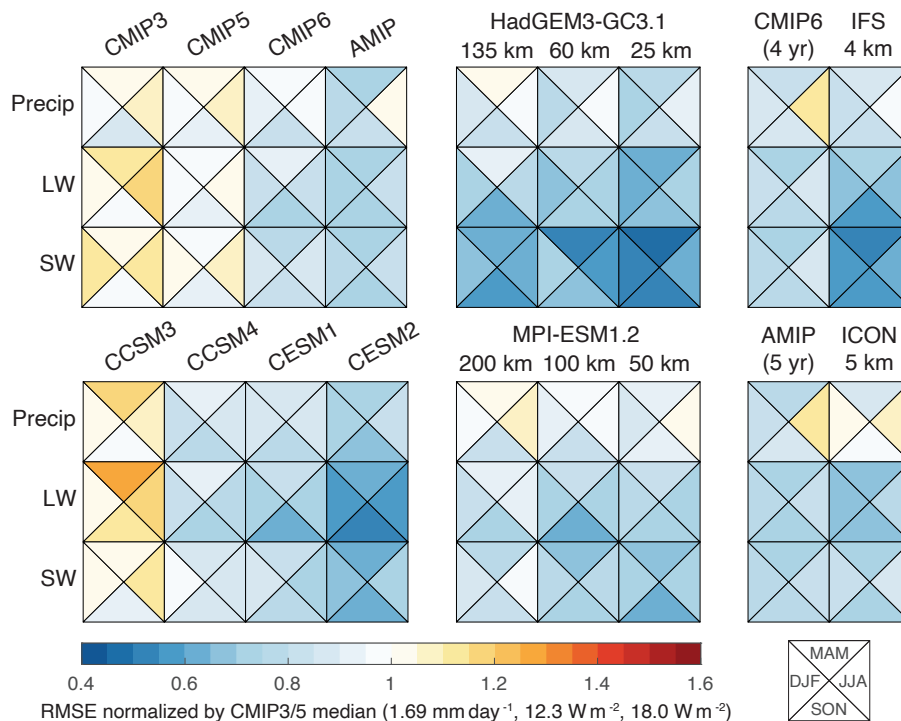 CMIP3 CMIP5 CMIP6 AMIP
HadGEM3-GC3.1
135 km 60 km 25 km
CMIP6 IFS
(4 yr) 4 km
Precip
LW
SW
CCSM3 CCSM4 CESM1 CESM2
MPI-ESM1.2
200 km 100 km 50 km
AMIP ICON
(5 yr) 5 km
Precip
LW
SW
0.4 0.6 0.8 1 1.2 1.4 1.6
RMSE normalized by CMIP3/5 median (1.69 mm day⁻¹, 12.3 W m⁻², 18.0 W m⁻²)
MAM
DJF JJA
SON